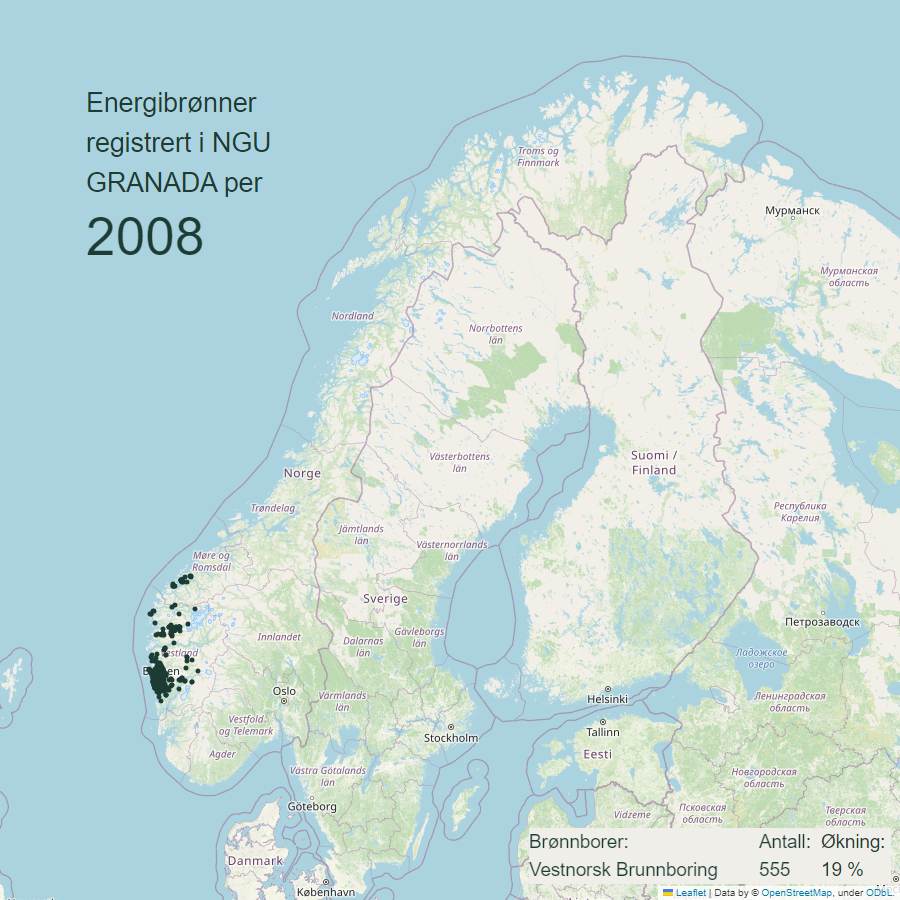 Energibrønner
registrert i NGU
GRANADA per
2008
Troms og
Finnmark
Мурманск
Мурманская
область
Nordland
Norrbottens
län
Norge
Västerbottens
län
Suomi /
Finland
Trøndelag
Республика
Карелия
Jämtlands
län
Västernorrlands
län
Møre og
Romsdal
Sverige
Петрозаводск
Innlandet
Dalarnas
län
Gävleborgs
län
Ладожское
озеро
Oslo
Värmlands
län
Helsinki
Ленинградская
область
Vestfold
og Telemark
Stockholm
Tallinn
Agder
Eesti
Västra Götalands
län
Новгородская
область
Göteborg
Vidzeme
Псковская
область
Тверская
область
Danmark
København
Brønnborer: Antall: Økning:
Vestnorsk Brunnboring 555 19 %
Leaflet | Data by © OpenStreetMap, under ODbL.